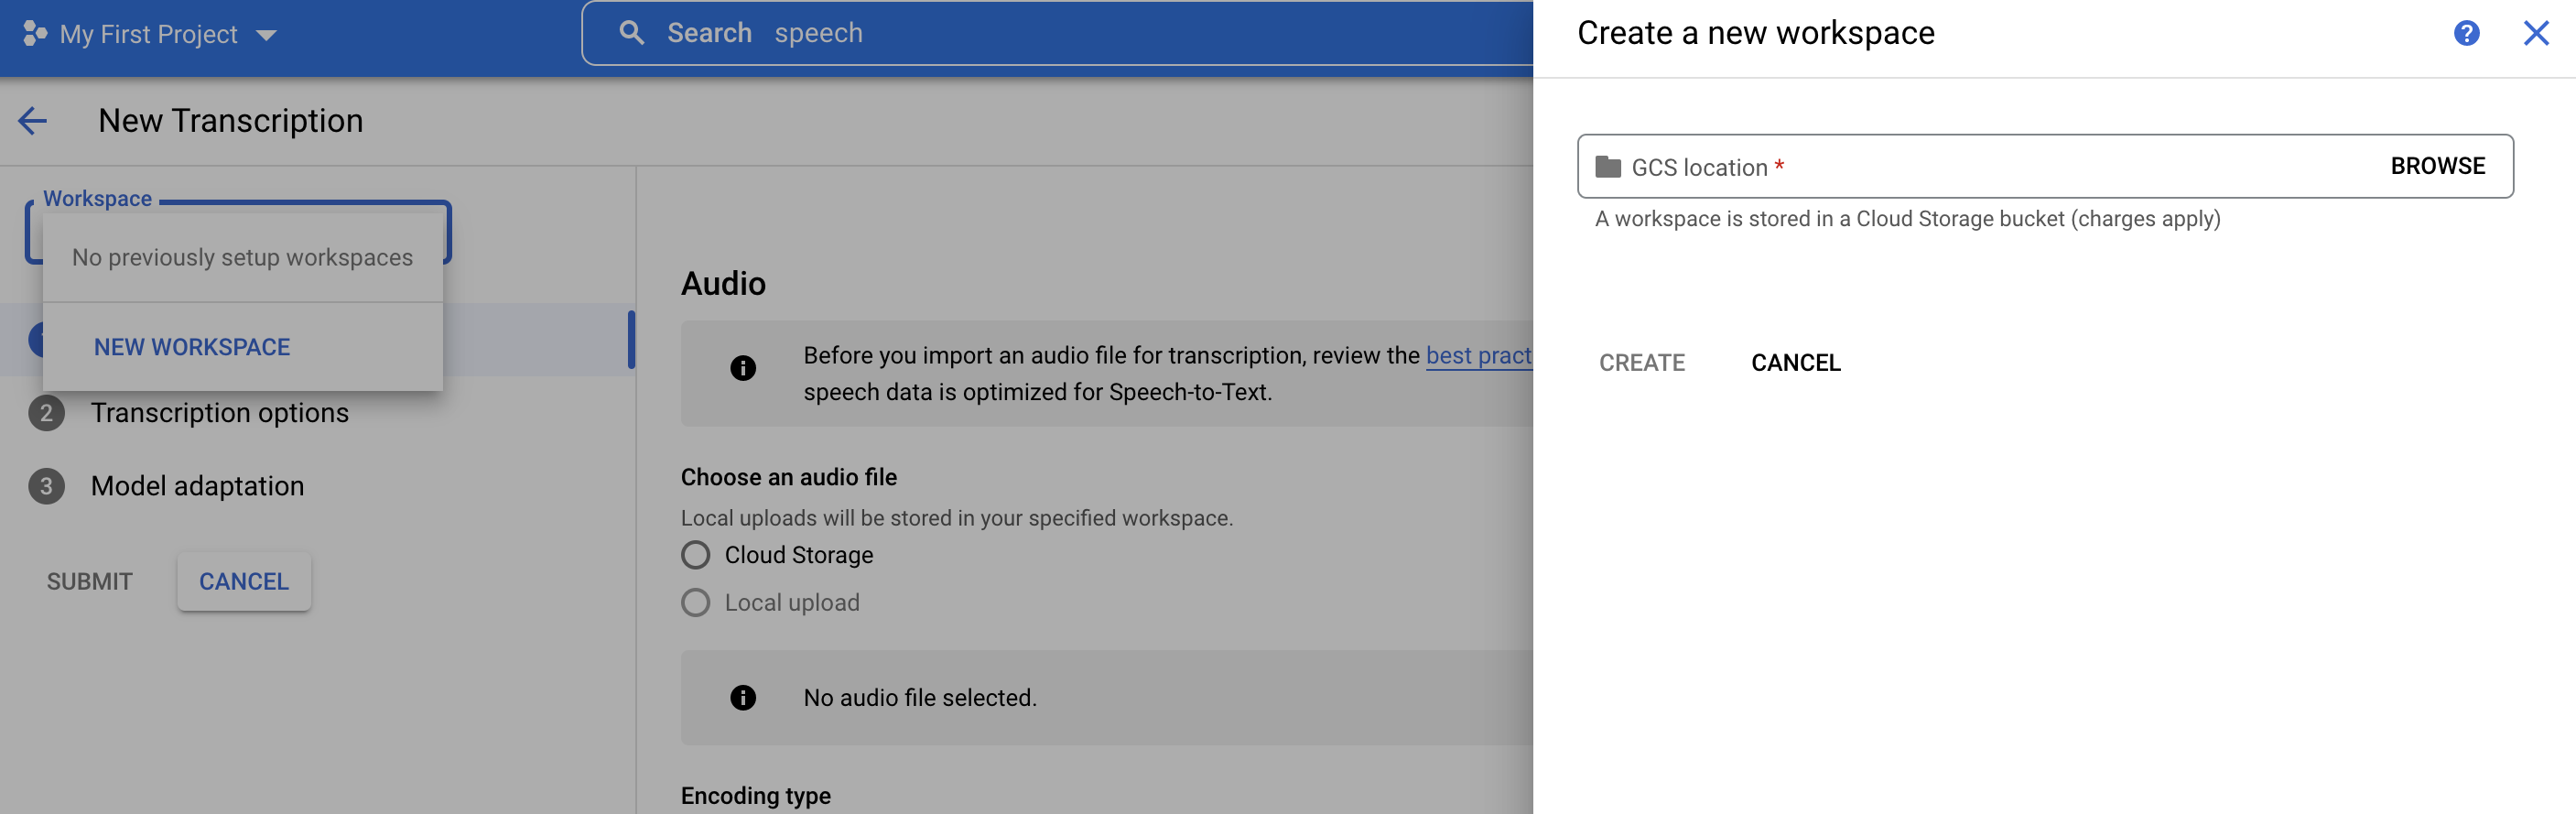 My First Project
Search speech
New Transcription
Workspace
No previously setup workspaces
NEW WORKSPACE
2 Transcription options
3 Model adaptation
SUBMIT CANCEL
Audio
Before you import an audio file for transcription, review the best pract
speech data is optimized for Speech-to-Text.
Choose an audio file
Local uploads will be stored in your specified workspace.
Cloud Storage
Local upload
No audio file selected.
Encoding type
Create a new workspace
GCS location *
BROWSE
A workspace is stored in a Cloud Storage bucket (charges apply)
CREATE CANCEL